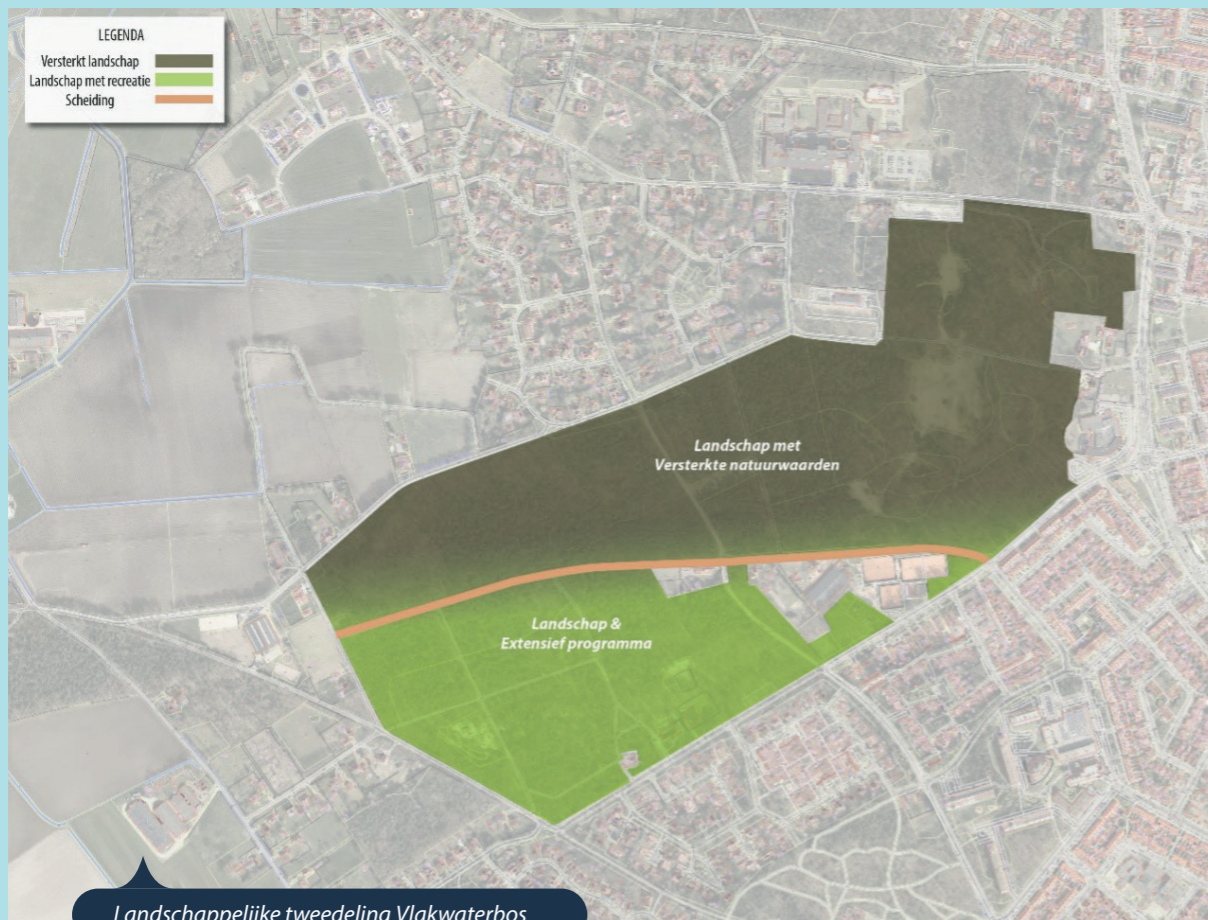 LEGENDA
Versterkt landschap
Landschap met recreatie
Scheiding
Landschap met
Versterkte natuurwaarden
Landschap &
Extensief programma
Landschappelijke tweedeling Vlakwaterbos